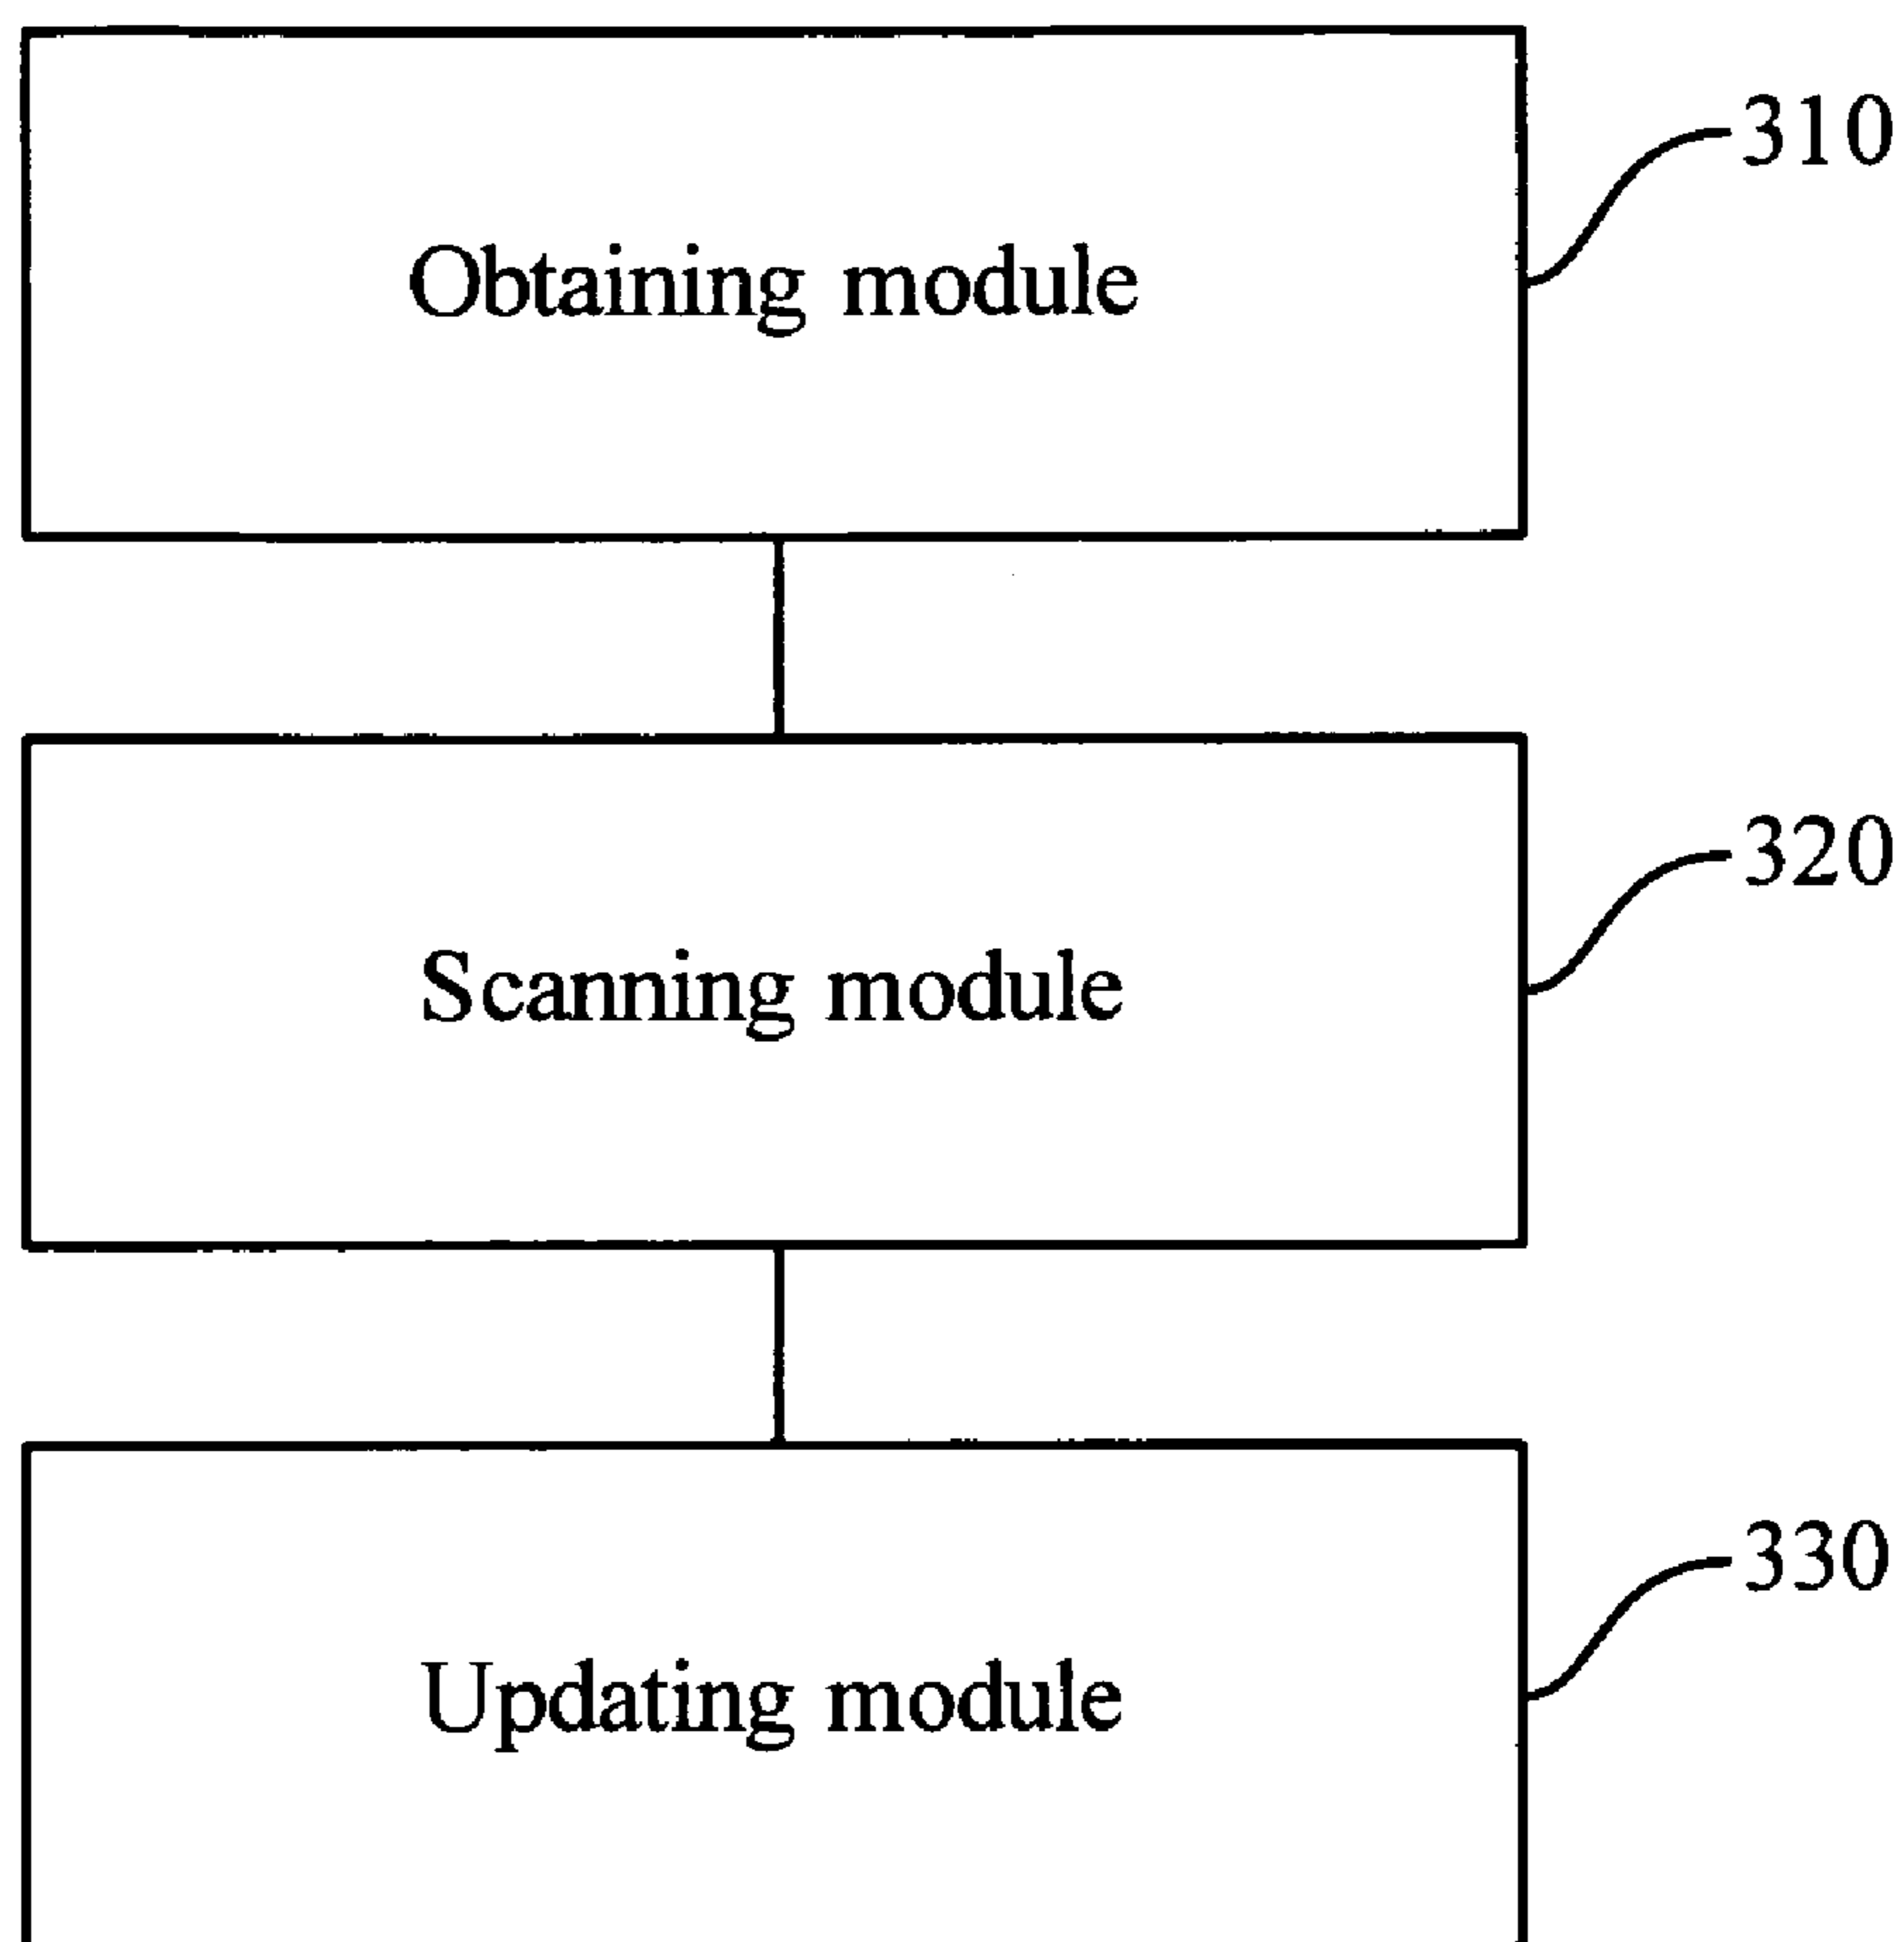 310
Obtaining module
320
Scanning module
330
Updating module